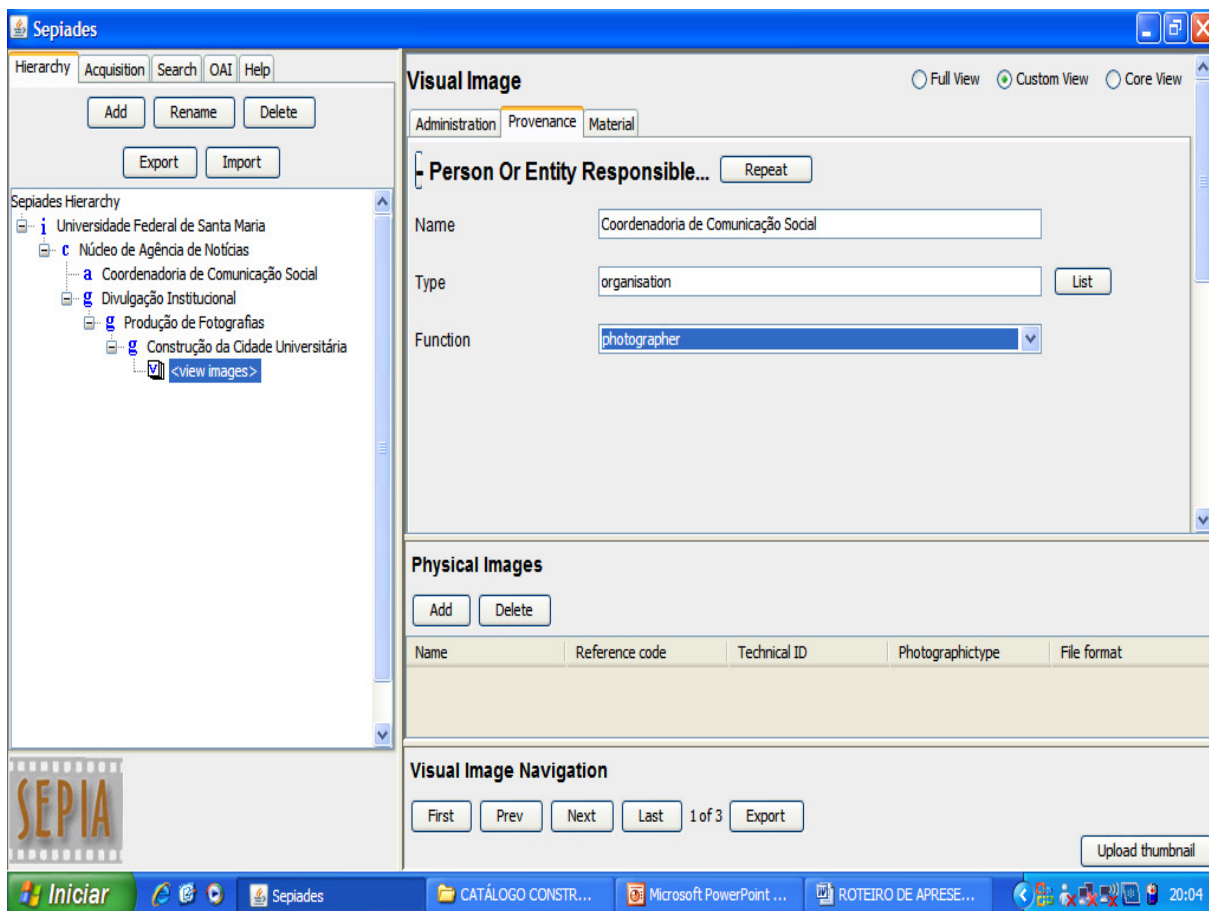 Sepiades
Hierarchy Acquisition Search OAI Help
Add Rename Delete
Export Import
Sepiades Hierarchy
i Universidade Federal de Santa Maria
c Núcleo de Agência de Notícias
a Coordenadoria de Comunicação Social
g Divulgação Institucional
g Produção de Fotografias
g Construção da Cidade Universitária
V <view images>
SEPIA
Visual Image Full View Custom View Core View
Administration Provenance Material
- Person Or Entity Responsible... Repeat
Name Coordenadoria de Comunicação Social
Type organisation List
Function photographer
Physical Images
Add Delete
Name Reference code Technical ID Photographictype File format
Visual Image Navigation
First Prev Next Last 1 of 3 Export
Upload thumbnail
Iniciar Sepiades CATÁLOGO CONSTR... Microsoft PowerPoint ... ROTEIRO DE APRESE... 20:04